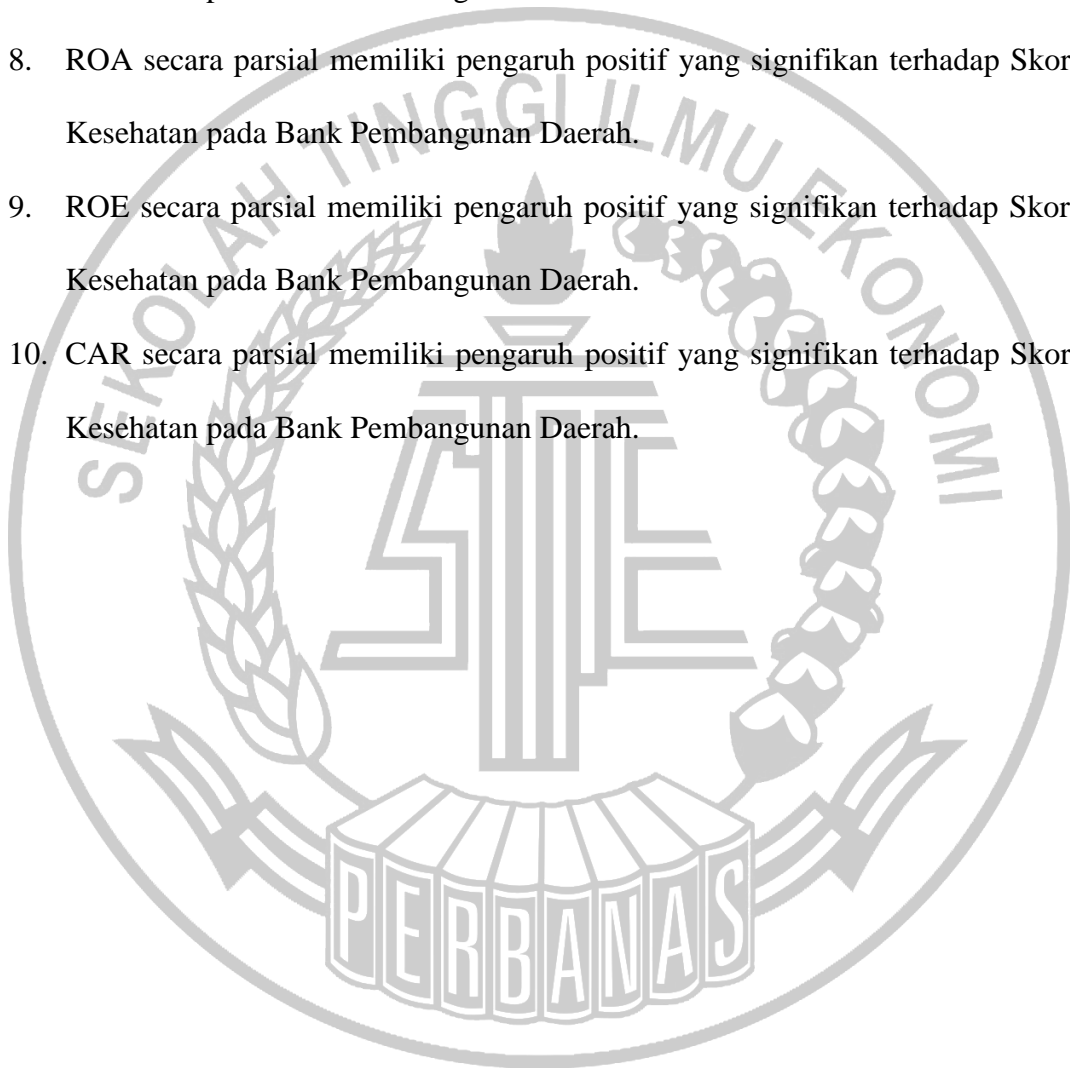 8. ROA secara parsial memiliki pengaruh positif yang signifikan terhadap Skor
Kesehatan pada Bank Pembangunan Daerah.
9. ROE secara parsial memiliki pengaruh positif yang signifikan terhadap Skor
Kesehatan pada Bank Pembangunan Daerah.
10. CAR secara parsial memiliki pengaruh positif yang signifikan terhadap Skor
Kesehatan pada Bank Pembangunan Daerah.
SEKOLAH TINGGI ILMU EKONOMI
PERBANAS